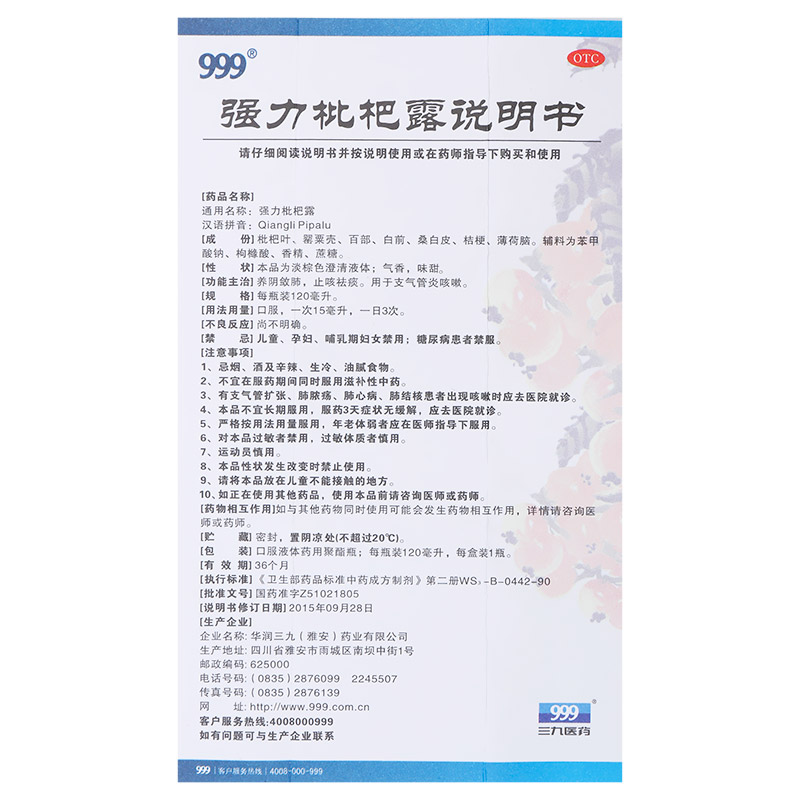 999®
OTC
强力枇杷露说明书
请仔细阅读说明书并按说明使用或在药师指导下购买和使用
[药品名称]
通用名称：强力枇杷露
汉语拼音：Qiangli Pipalu
[成　份]枇杷叶、罂粟壳、百部、白前、桑白皮、桔梗、薄荷脑。辅料为苯甲
酸钠、枸橼酸、香精、蔗糖。
[性　状]本品为淡棕色澄清液体；气香，味甜。
[功能主治]养阴敛肺，止咳祛痰。用于支气管炎咳嗽。
[规　格]每瓶装120毫升。
[用法用量]口服，一次15毫升，一日3次。
[不良反应]尚不明确。
[禁　忌]儿童、孕妇、哺乳期妇女禁用；糖尿病患者禁服。
[注意事项]
1、忌烟、酒及辛辣、生冷、油腻食物。
2、不宜在服药期间同时服用滋补性中药。
3、有支气管扩张、肺脓疡、肺心病、肺结核患者出现咳嗽时应去医院就诊。
4、本品不宜长期服用，服药3天症状无缓解，应去医院就诊。
5、严格按用法用量服用，年老体弱者应在医师指导下服用。
6、对本品过敏者禁用，过敏体质者慎用。
7、运动员慎用。
8、本品性状发生改变时禁止使用。
9、请将本品放在儿童不能接触的地方。
10、如正在使用其他药品，使用本品前请咨询医师或药师。
[药物相互作用]如与其他药物同时使用可能会发生药物相互作用，详情请咨询医
师或药师。
[贮　藏]密封，置阴凉处(不超过20℃)。
[包　装]口服液体药用聚酯瓶；每瓶装120毫升，每盒装1瓶。
[有 效 期]36个月
[执行标准]《卫生部药品标准中药成方制剂》第二册WS₃-B-0442-90
[批准文号]国药准字Z51021805
[说明书修订日期]2015年09月28日
[生产企业]
企业名称：华润三九（雅安）药业有限公司
生产地址：四川省雅安市雨城区南坝中街1号
邮政编码：625000
电话号码：（0835）2876099　2245507
传真号码：（0835）2876139
网　址：http://www.999.com.cn
客户服务热线：4008000999
如有问题可与生产企业联系
999®
三九医药
999 | 客户服务热线 | 4008-000-999